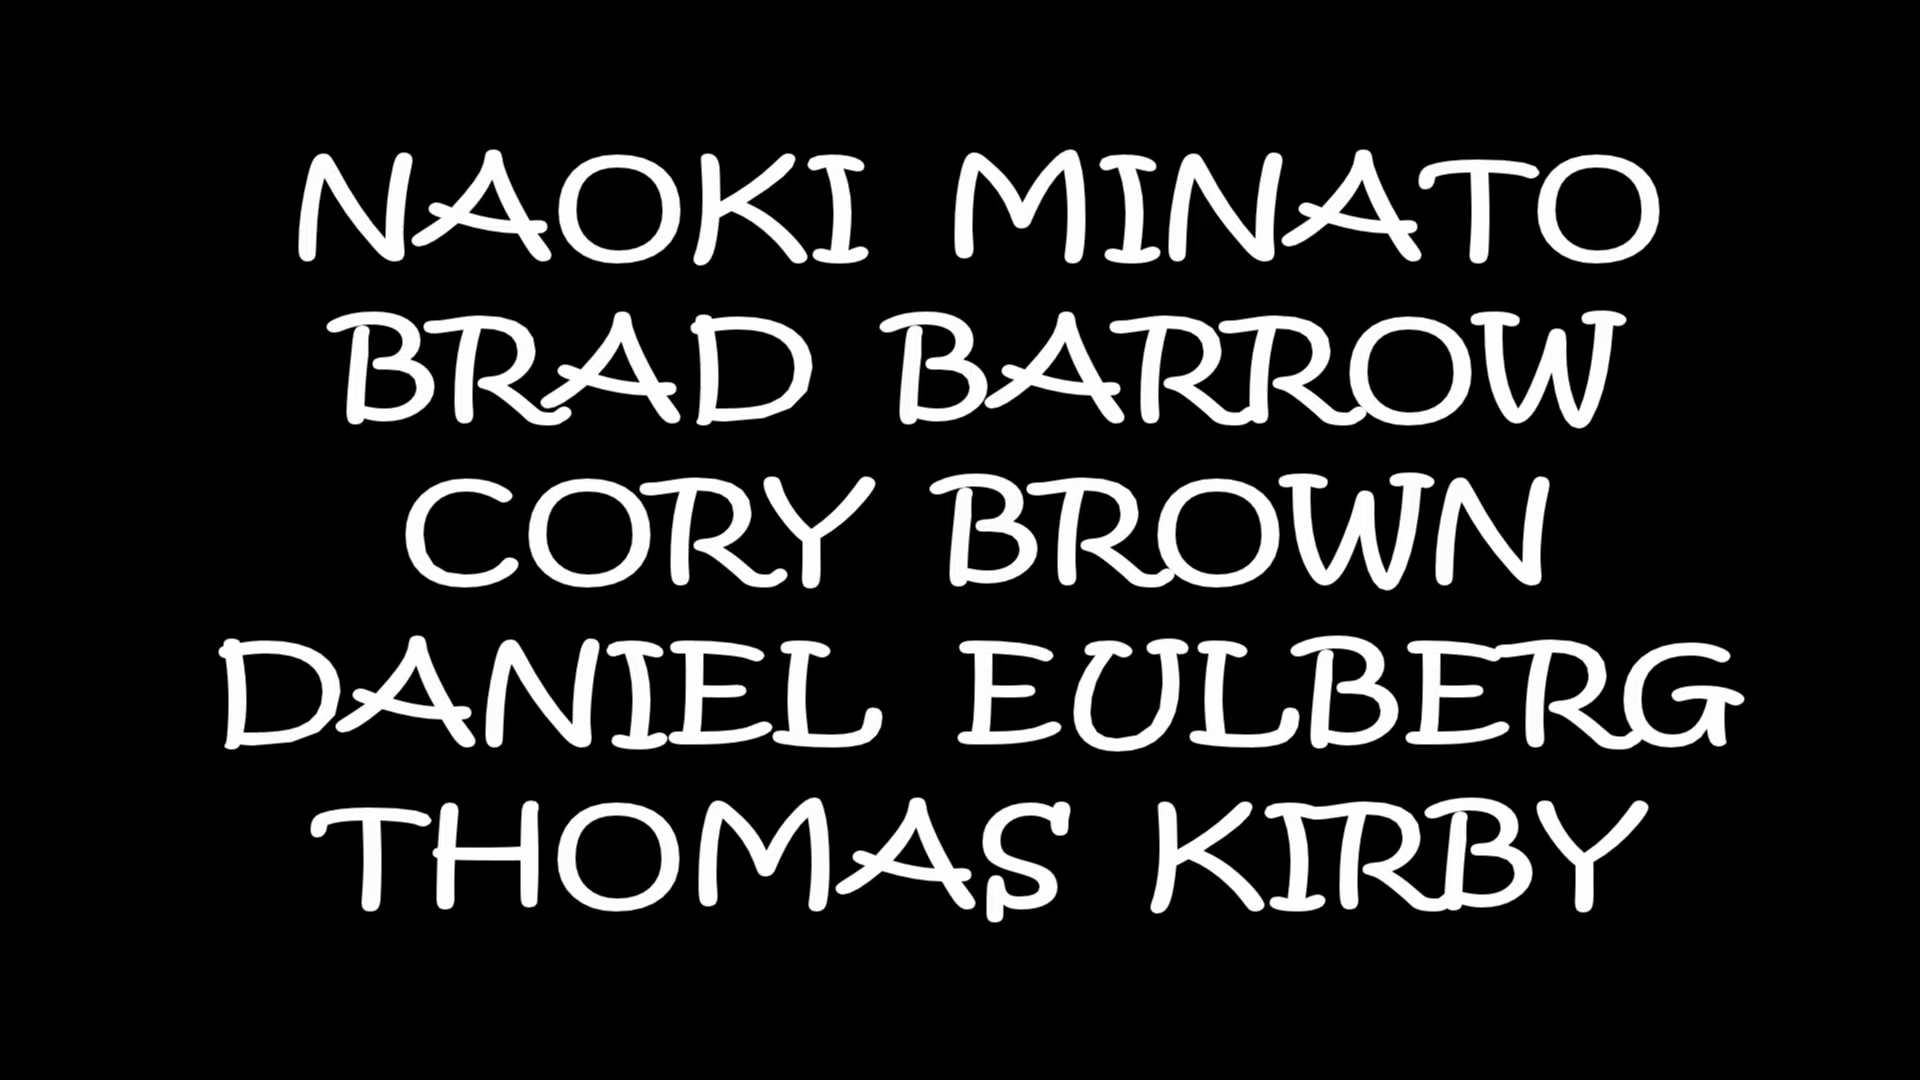 NAOKI MINATO
BRAD BARROW
CORY BROWN
DANIEL EULBERG
THOMAS KIRBY